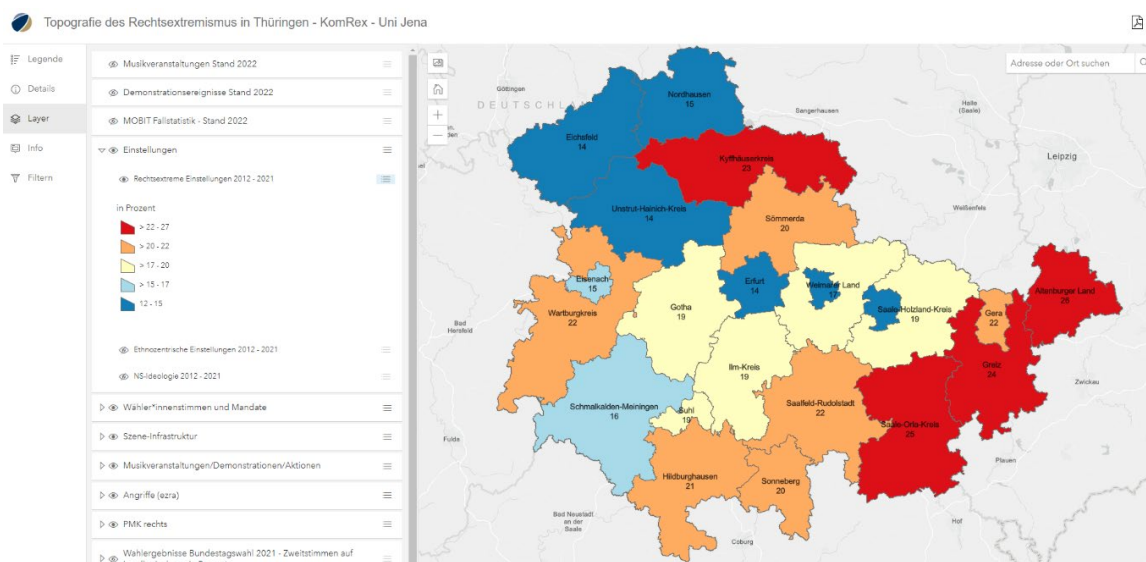 Topografie des Rechtsextremismus in Thüringen - KomRex - Uni Jena
Legende
Details
Layer
Info
Filtern
Musikveranstaltungen Stand 2022
Demonstrationsereignisse Stand 2022
MOBIT Fallstatistik - Stand 2022
Einstellungen
Rechtsextreme Einstellungen 2012 - 2021
in Prozent
> 22 - 27
> 20 - 22
> 17 - 20
> 15 - 17
12 - 15
Ethnozentrische Einstellungen 2012 - 2021
NS-Ideologie 2012 - 2021
Wähler*innenstimmen und Mandate
Szene-Infrastruktur
Musikveranstaltungen/Demonstrationen/Aktionen
Angriffe (ezra)
PMK rechts
Wahlergebnisse Bundestagswahl 2021 - Zweitstimmen auf
Adresse oder Ort suchen
Göttingen
DEUTSCHLAND
Nordhausen
15
Sangerhausen
Halle
(Saale)
Leipzig
Eichsfeld
14
Kyffhäuserkreis
23
Unstrut-Hainich-Kreis
14
Sömmerda
20
Weißenfels
Eisenach
15
Erfurt
14
Weimarer Land
17
Saale-Holzland-Kreis
19
Gera
22
Altenburger Land
Wartburgkreis
22
Gotha
19
Bad
Hersfeld
Ilm-Kreis
19
Greiz
24
Zwickau
Schmalkalden-Meiningen
16
Suhl
Saalfeld-Rudolstadt
22
Saale-Orla-Kreis
Fulda
Plauen
Hildburghausen
21
Sonneberg
20
Bad Neustadt
an der
Saale
Coburg
Hof